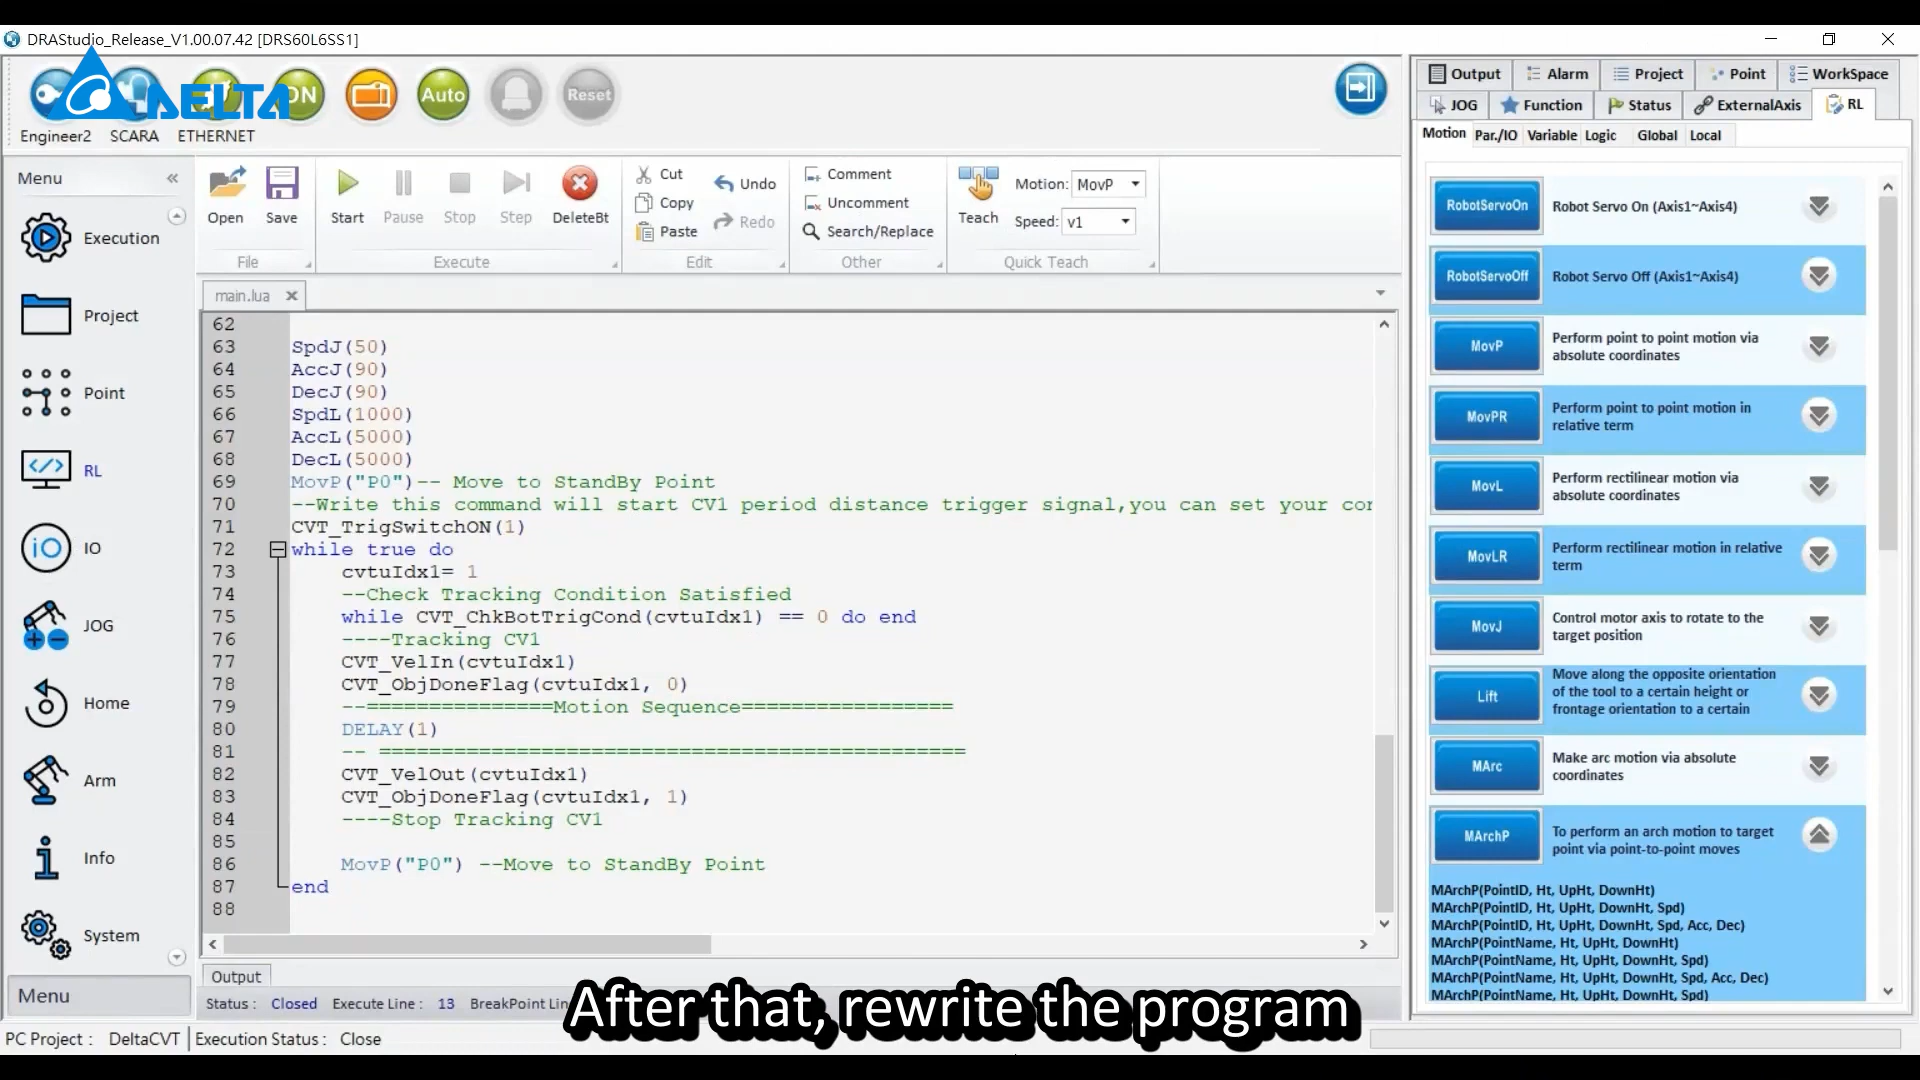 DRAStudio_Release_V1.00.07.42 [DRS60L6SS1]
DELTA
ON
Auto
Reset
Engineer2 SCARA ETHERNET
Menu
Execution
Project
Point
RL
IO
JOG
Home
Arm
Info
System
Menu
Open Save Start Pause Stop Step DeleteBt
File Execute
Cut
Copy
Paste
Undo
Redo
Edit
Comment
Uncomment
Search/Replace
Other
Teach
Motion: MovP
Speed: v1
Quick Teach
main.lua
62
63 SpdJ(50)
64 AccJ(90)
65 DecJ(90)
66 SpdL(1000)
67 AccL(5000)
68 DecL(5000)
69 MovP("P0")-- Move to StandBy Point
70 --Write this command will start CV1 period distance trigger signal,you can set your cor
71 CVT_TrigSwitchON(1)
72 while true do
73 cvtuIdx1= 1
74 --Check Tracking Condition Satisfied
75 while CVT_ChkBotTrigCond(cvtuIdx1) == 0 do end
76 ----Tracking CV1
77 CVT_VelIn(cvtuIdx1)
78 CVT_ObjDoneFlag(cvtuIdx1, 0)
79 --===============Motion Sequence=================
80 DELAY(1)
81 -- ===============================================
82 CVT_VelOut(cvtuIdx1)
83 CVT_ObjDoneFlag(cvtuIdx1, 1)
84 ----Stop Tracking CV1
85
86 MovP("P0") --Move to StandBy Point
87 end
88
Output
Status : Closed Execute Line : 13 BreakPoint Lin
PC Project : DeltaCVT Execution Status : Close
After that, rewrite the program
Output Alarm Project Point WorkSpace
JOG Function Status ExternalAxis RL
Motion Par./IO Variable Logic Global Local
RobotServoOn Robot Servo On (Axis1~Axis4)
RobotServoOff Robot Servo Off (Axis1~Axis4)
MovP Perform point to point motion via
absolute coordinates
MovPR Perform point to point motion in
relative term
MovL Perform rectilinear motion via
absolute coordinates
MovLR Perform rectilinear motion in relative
term
MovJ Control motor axis to rotate to the
target position
Lift Move along the opposite orientation
of the tool to a certain height or
frontage orientation to a certain
MArc Make arc motion via absolute
coordinates
MArchP To perform an arch motion to target
point via point-to-point moves
MArchP(PointID, Ht, UpHt, DownHt)
MArchP(PointID, Ht, UpHt, DownHt, Spd)
MArchP(PointID, Ht, UpHt, DownHt, Spd, Acc, Dec)
MArchP(PointName, Ht, UpHt, DownHt)
MArchP(PointName, Ht, UpHt, DownHt, Spd)
MArchP(PointName, Ht, UpHt, DownHt, Spd, Acc, Dec)
MArchP(PointName, Ht, UpHt, DownHt, Spd)